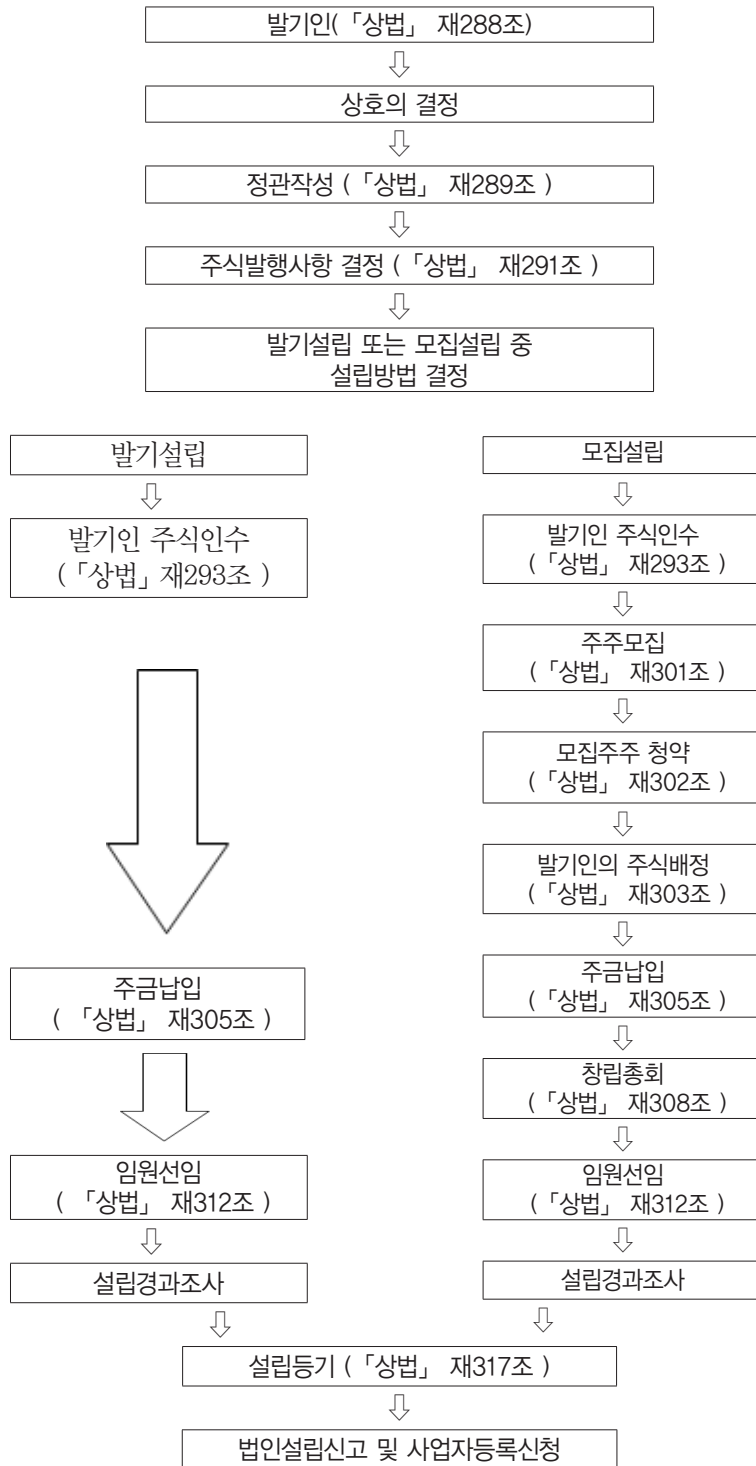 발기인(「상법」 재288조)
상호의 결정
정관작성 (「상법」 재289조 )
주식발행사항 결정 (「상법」 재291조 )
발기설립 또는 모집설립 중
설립방법 결정
발기설립
발기인 주식인수
(「상법」재293조 )
주금납입
( 「상법」 재305조 )
임원선임
( 「상법」 재312조 )
설립경과조사
모집설립
발기인 주식인수
(「상법」 재293조 )
주주모집
(「상법」 재301조 )
모집주주 청약
(「상법」 재302조 )
발기인의 주식배정
(「상법」 재303조 )
주금납입
(「상법」 재305조 )
창립총회
(「상법」 재308조 )
임원선임
(「상법」 재312조 )
설립경과조사
설립등기 (「상법」 재317조 )
법인설립신고 및 사업자등록신청